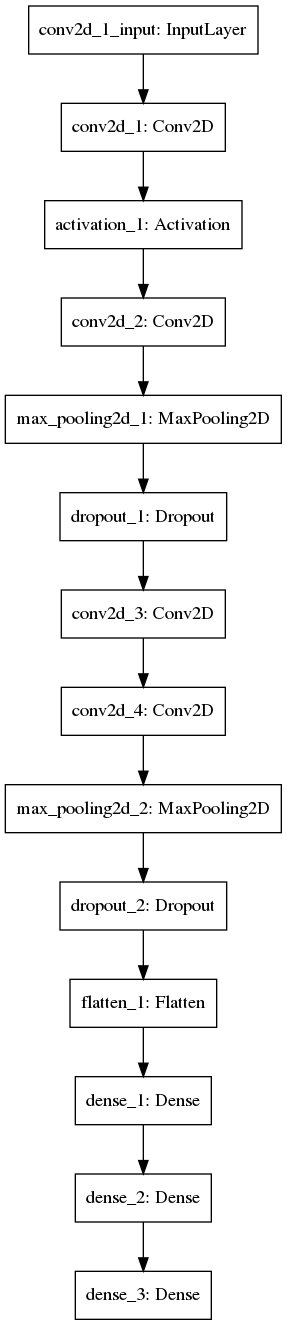 conv2d_1_input: InputLayer
conv2d_1: Conv2D
activation_1: Activation
conv2d_2: Conv2D
max_pooling2d_1: MaxPooling2D
dropout_1: Dropout
conv2d_3: Conv2D
conv2d_4: Conv2D
max_pooling2d_2: MaxPooling2D
dropout_2: Dropout
flatten_1: Flatten
dense_1: Dense
dense_2: Dense
dense_3: Dense